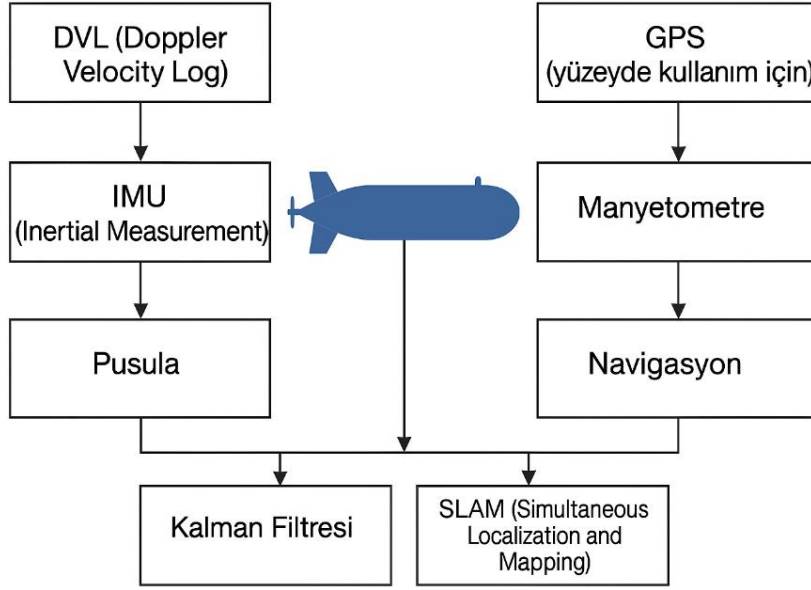 DVL (Doppler
Velocity Log)
GPS
(yüzeyde kullanım için)
IMU
(Inertial Measurement)
Manyetometre
Pusula
Navigasyon
Kalman Filtresi
SLAM (Simultaneous
Localization and
Mapping)